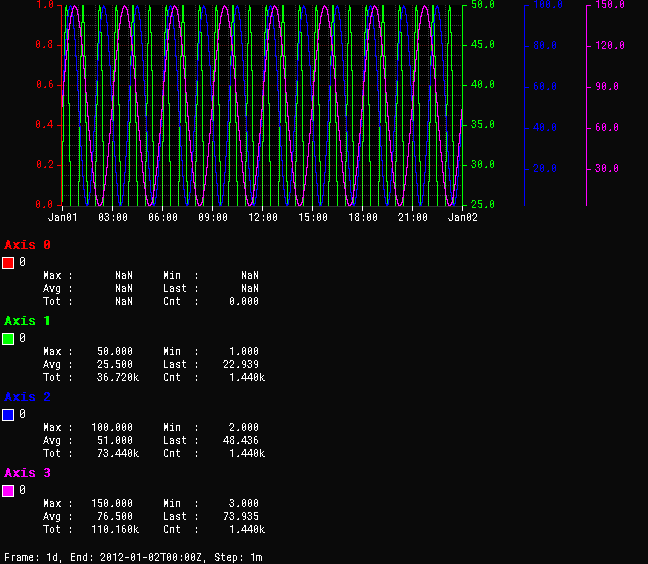 1.0 50.0 100.0 150.0
0.8 45.0 80.0 120.0
0.6 40.0 60.0 90.0
0.4 35.0 40.0 60.0
0.2 30.0 20.0 30.0
0.0 25.0
Jan01 03:00 06:00 09:00 12:00 15:00 18:00 21:00 Jan02
Axis 0
0
Max : NaN Min : NaN
Avg : NaN Last : NaN
Tot : NaN Cnt : 0.000
Axis 1
0
Max : 50.000 Min : 1.000
Avg : 25.500 Last : 22.939
Tot : 36.720k Cnt : 1.440k
Axis 2
0
Max : 100.000 Min : 2.000
Avg : 51.000 Last : 48.436
Tot : 73.440k Cnt : 1.440k
Axis 3
0
Max : 150.000 Min : 3.000
Avg : 76.500 Last : 73.935
Tot : 110.160k Cnt : 1.440k
Frame: 1d, End: 2012-01-02T00:00Z, Step: 1m